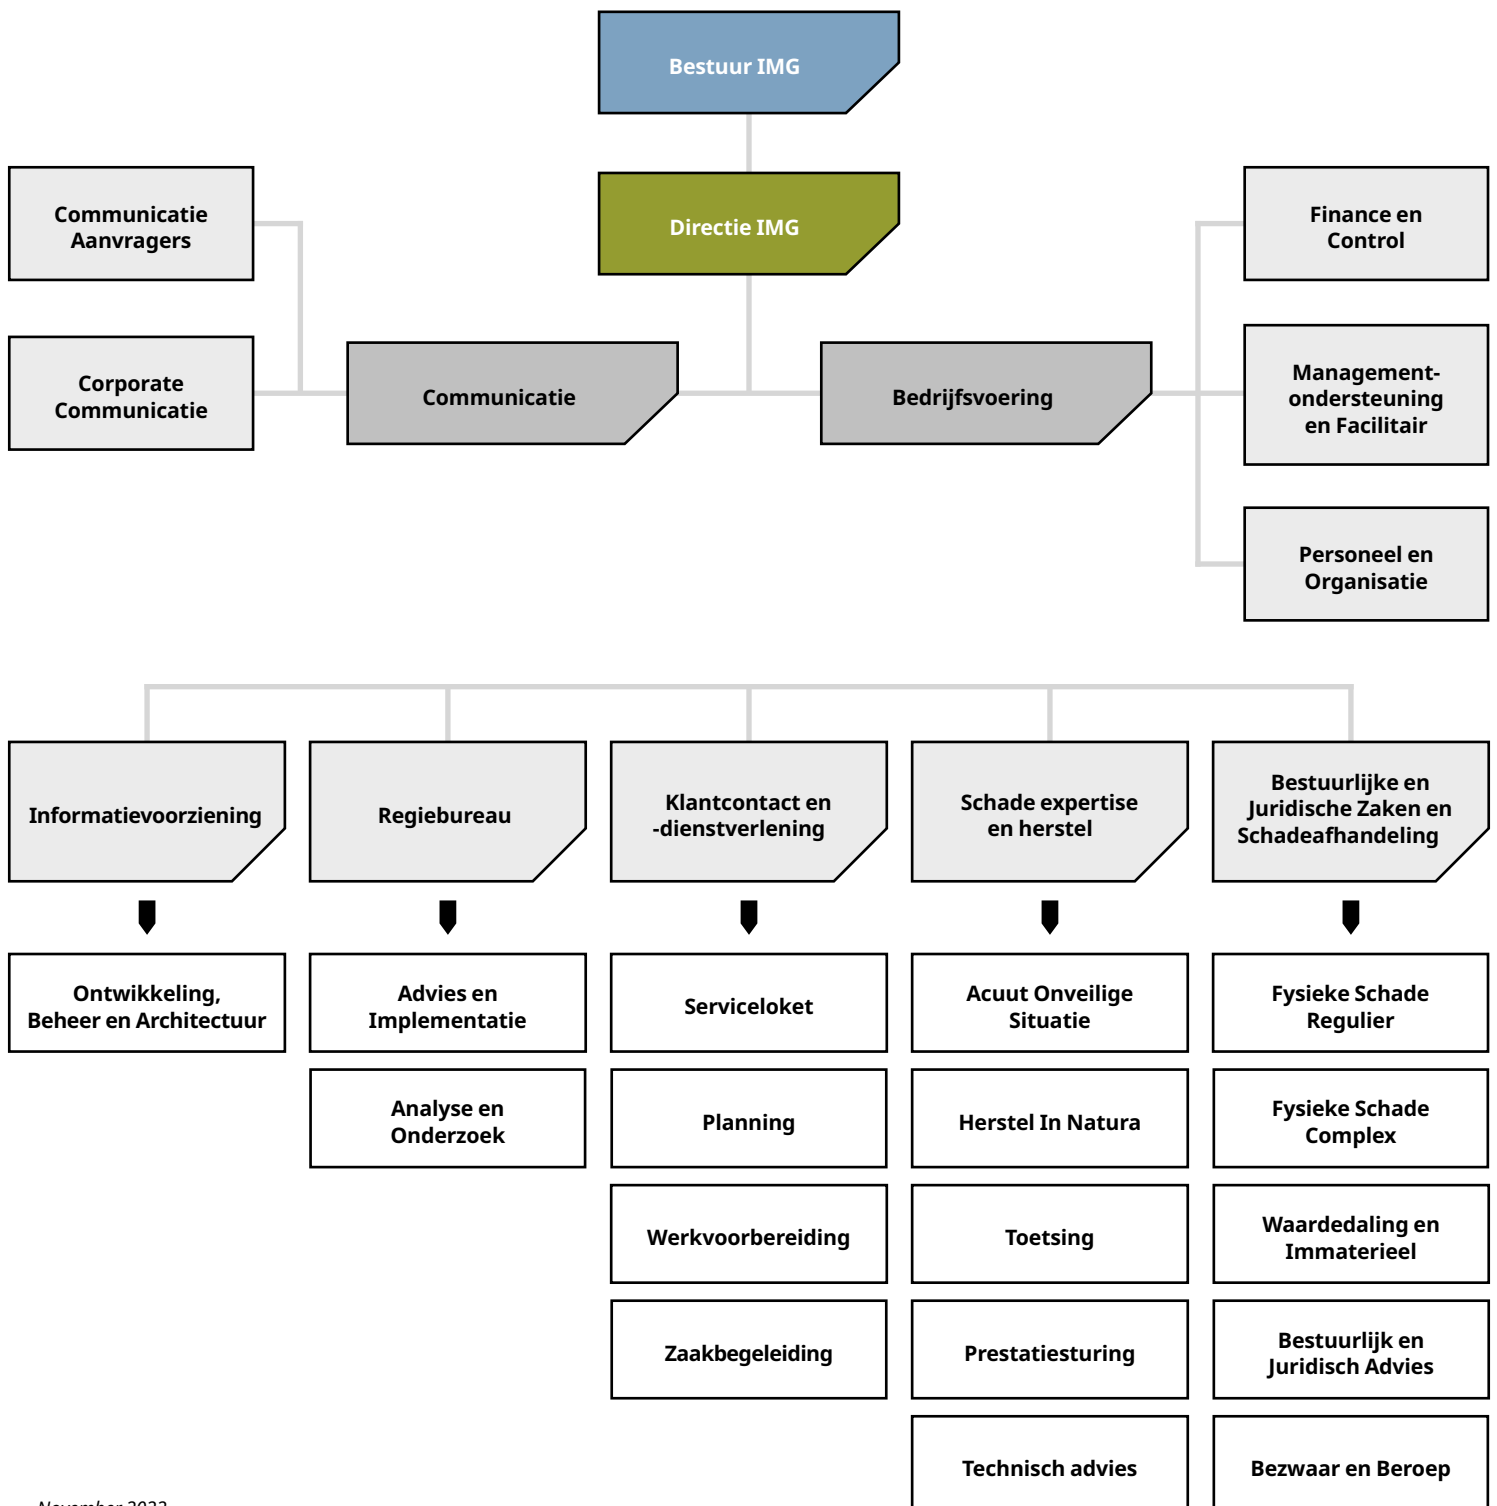 Bestuur IMG
Directie IMG
Communicatie
Aanvragers
Corporate
Communicatie
Communicatie
Bedrijfsvoering
Finance en
Control
Management-
ondersteuning
en Facilitair
Personeel en
Organisatie
Informatievoorziening
Regiebureau
Klantcontact en
-dienstverlening
Schade expertise
en herstel
Bestuurlijke en
Juridische Zaken en
Schadeafhandeling
Ontwikkeling,
Beheer en Architectuur
Advies en
Implementatie
Analyse en
Onderzoek
Serviceloket
Planning
Werkvoorbereiding
Zaakbegeleiding
Acuut Onveilige
Situatie
Herstel In Natura
Toetsing
Prestatiesturing
Technisch advies
Fysieke Schade
Regulier
Fysieke Schade
Complex
Waardedaling en
Immaterieel
Bestuurlijk en
Juridisch Advies
Bezwaar en Beroep
November